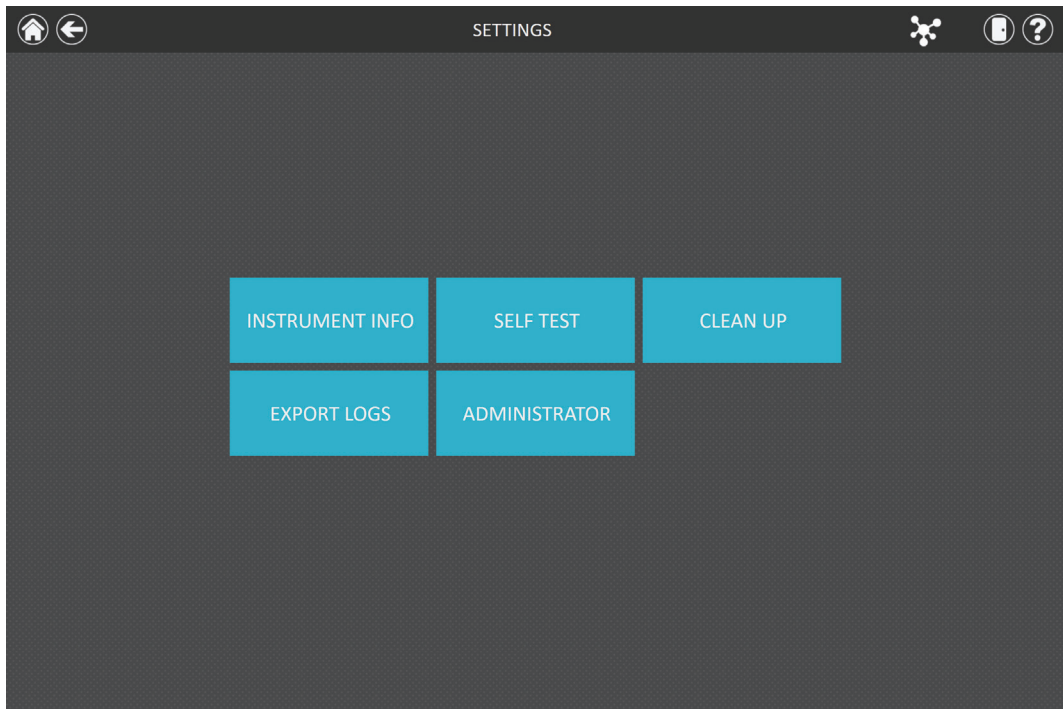 SETTINGS
?
INSTRUMENT INFO
SELF TEST
CLEAN UP
EXPORT LOGS
ADMINISTRATOR